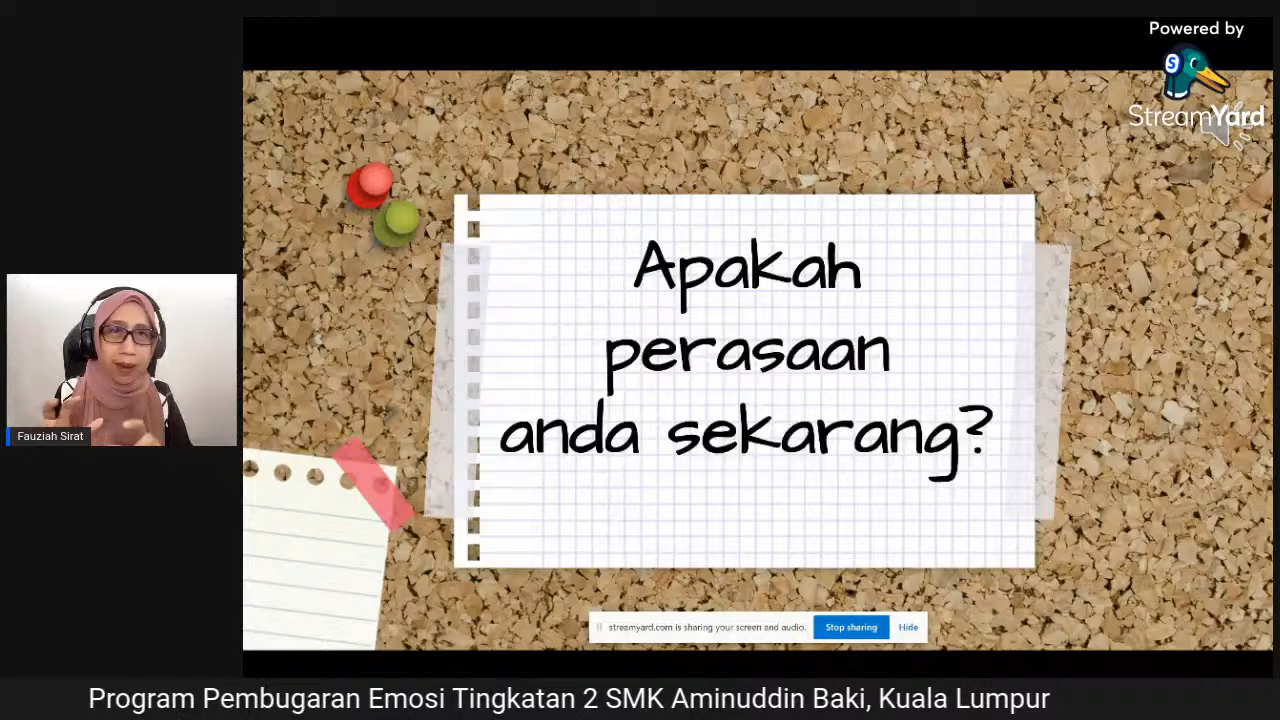 Powered by
StreamYard
Apakah
perasaan
anda sekarang?
Fauziah Sirat
streamyard.com is sharing your screen and audio.
Stop sharing
Hide
Program Pembugaran Emosi Tingkatan 2 SMK Aminuddin Baki, Kuala Lumpur